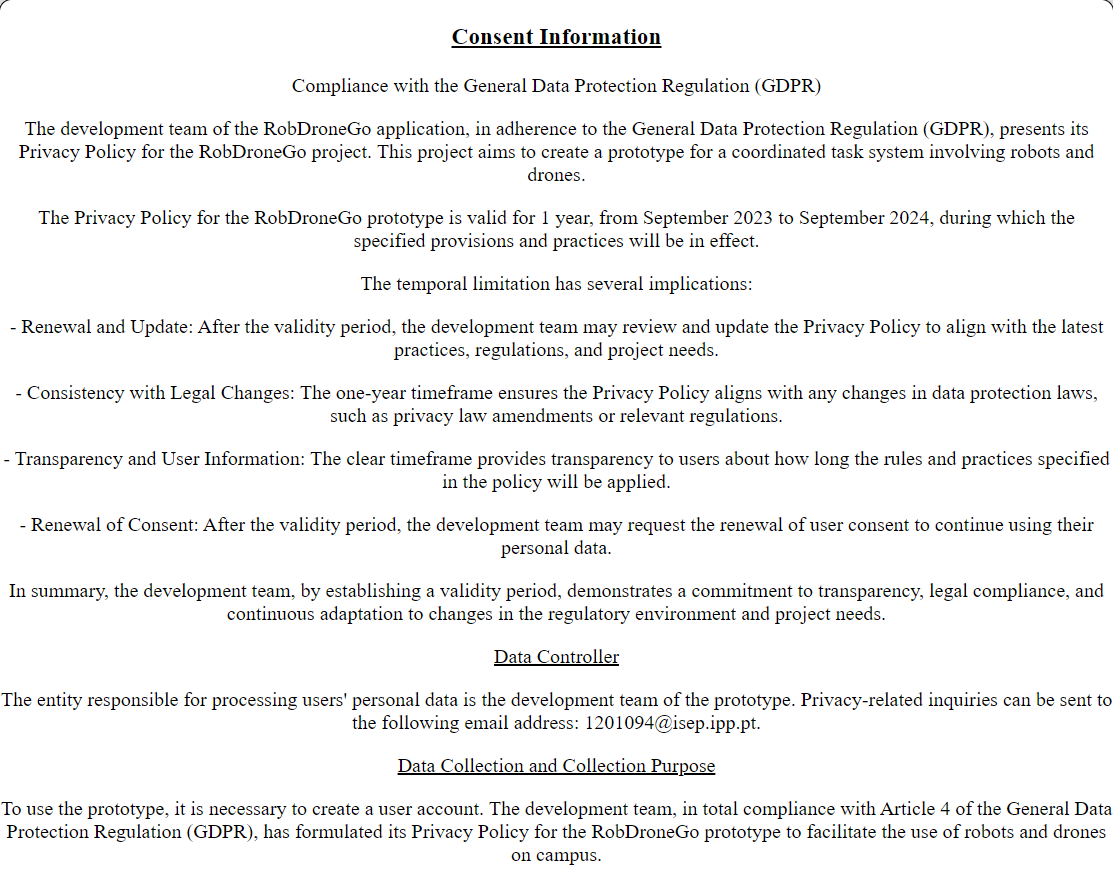 Consent Information
Compliance with the General Data Protection Regulation (GDPR)
The development team of the RobDroneGo application, in adherence to the General Data Protection Regulation (GDPR), presents its
Privacy Policy for the RobDroneGo project. This project aims to create a prototype for a coordinated task system involving robots and
drones.
The Privacy Policy for the RobDroneGo prototype is valid for 1 year, from September 2023 to September 2024, during which the
specified provisions and practices will be in effect.
The temporal limitation has several implications:
- Renewal and Update: After the validity period, the development team may review and update the Privacy Policy to align with the latest
practices, regulations, and project needs.
- Consistency with Legal Changes: The one-year timeframe ensures the Privacy Policy aligns with any changes in data protection laws,
such as privacy law amendments or relevant regulations.
- Transparency and User Information: The clear timeframe provides transparency to users about how long the rules and practices specified
in the policy will be applied.
- Renewal of Consent: After the validity period, the development team may request the renewal of user consent to continue using their
personal data.
In summary, the development team, by establishing a validity period, demonstrates a commitment to transparency, legal compliance, and
continuous adaptation to changes in the regulatory environment and project needs.
Data Controller
The entity responsible for processing users' personal data is the development team of the prototype. Privacy-related inquiries can be sent to
the following email address: 1201094@isep.ipp.pt.
Data Collection and Collection Purpose
To use the prototype, it is necessary to create a user account. The development team, in total compliance with Article 4 of the General Data
Protection Regulation (GDPR), has formulated its Privacy Policy for the RobDroneGo prototype to facilitate the use of robots and drones
on campus.